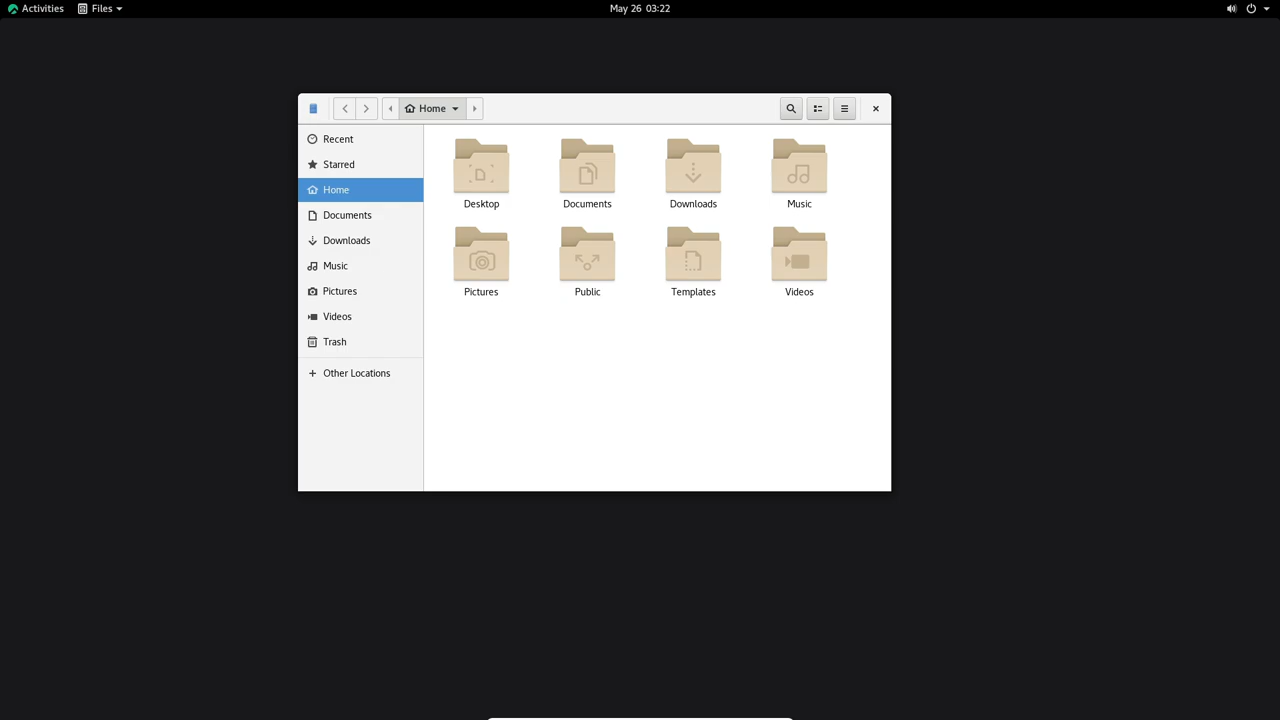 Activities Files May 26 03:22
Home
Recent
Starred
Home
Documents
Downloads
Music
Pictures
Videos
Trash
Other Locations
Desktop Documents Downloads Music
Pictures Public Templates Videos